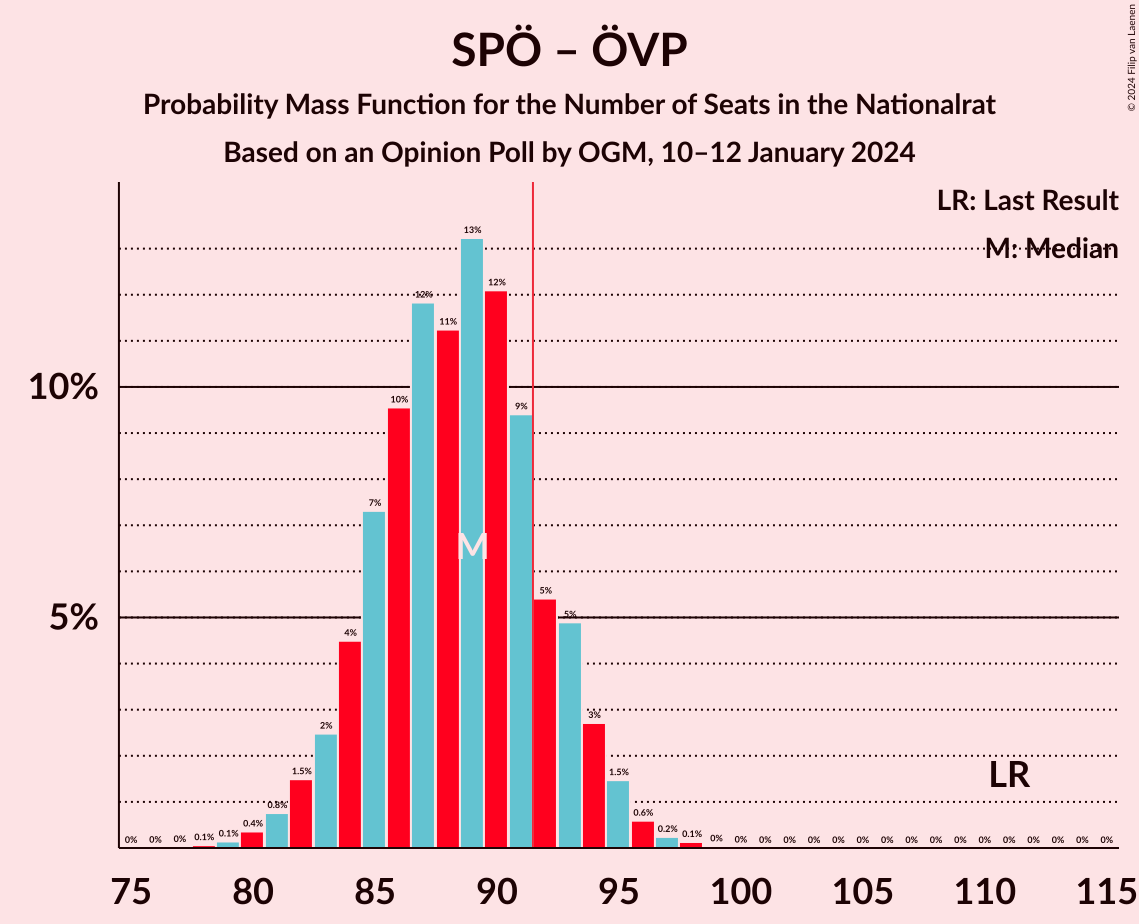 SPÖ – ÖVP
Probability Mass Function for the Number of Seats in the Nationalrat
Based on an Opinion Poll by OGM, 10–12 January 2024
© 2024 Filip van Laenen
LR: Last Result
M: Median
10%
5%
0% 0% 0% 0.1% 0.1% 0.4% 0.8% 1.5% 2% 4% 7% 10% 12% 11% 13% 12% 9% 5% 5% 3% 1.5% 0.6% 0.2% 0.1% 0% 0% 0% 0% 0% 0% 0% 0% 0% 0% 0% 0% 0% 0% 0% 0% 0%
M
LR
75 80 85 90 95 100 105 110 115